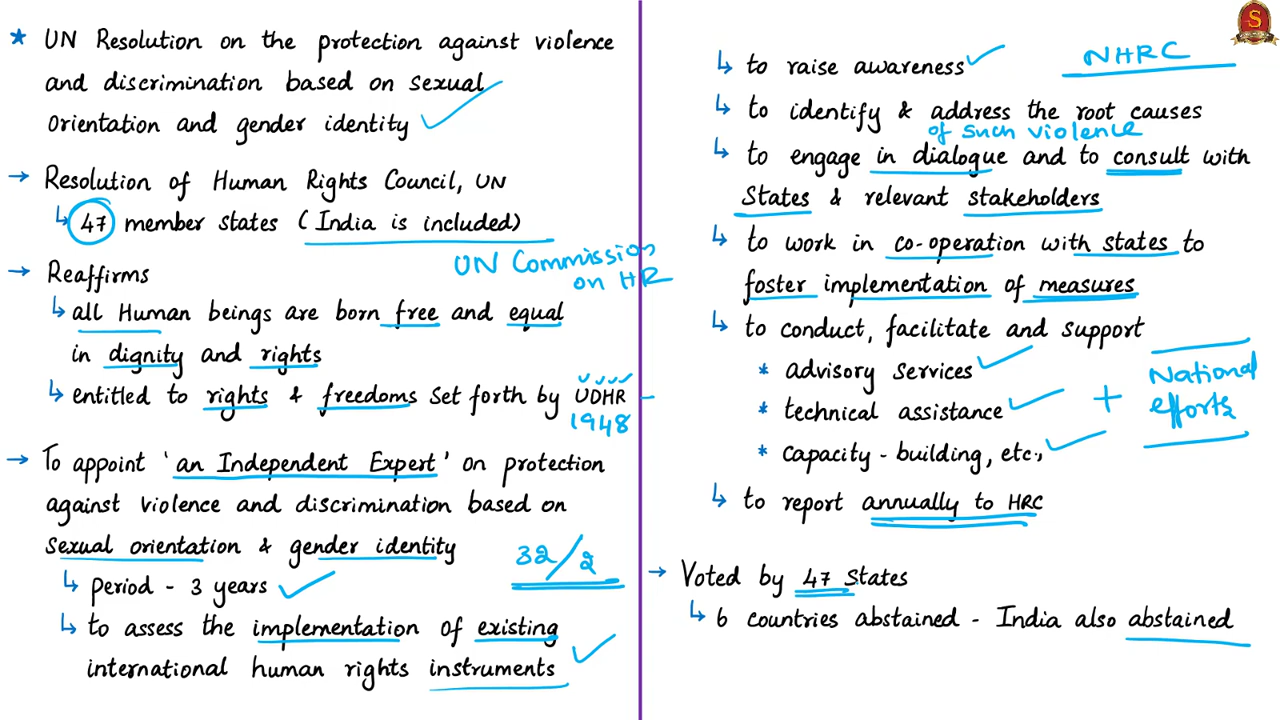 * UN Resolution on the protection against violence
and discrimination based on sexual
orientation and gender identity
→ Resolution of Human Rights Council, UN
↳ 47 member states (India is included)
UN Commission
on HR
→ Reaffirms
↳ all Human beings are born free and equal
in dignity and rights
↳ entitled to rights & freedoms set forth by UDHR
1948
→ To appoint 'an Independent Expert' on protection
against violence and discrimination based on
sexual orientation & gender identity
32/2
↳ period - 3 years
↳ to assess the implementation of existing
international human rights instruments
S
NHRC
↳ to raise awareness
↳ to identify & address the root causes
of such violence
↳ to engage in dialogue and to consult with
States & relevant stakeholders
↳ to work in co-operation with states to
foster implementation of measures
↳ to conduct, facilitate and support
* advisory services
* technical assistance
* capacity - building, etc.,
+ National
efforts
↳ to report annually to HRC
→ Voted by 47 States
↳ 6 countries abstained - India also abstained